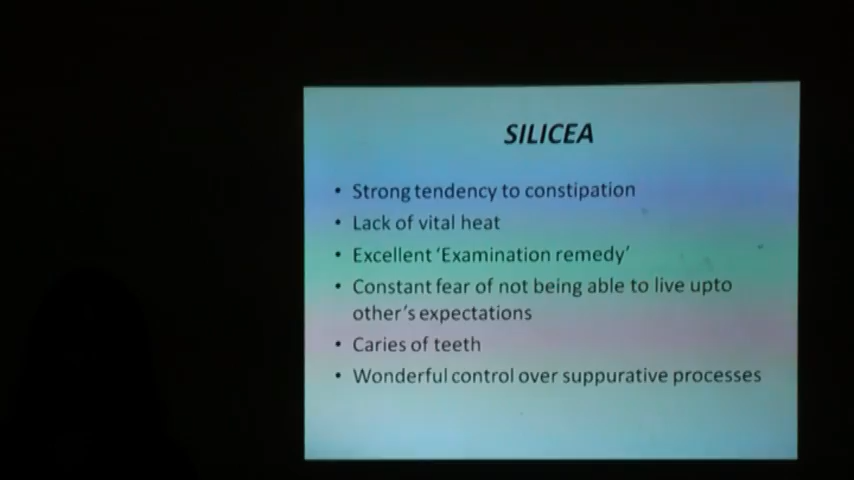 SILICEA
• Strong tendency to constipation
• Lack of vital heat
• Excellent ‘Examination remedy’
• Constant fear of not being able to live upto
other’s expectations
• Caries of teeth
• Wonderful control over suppurative processes